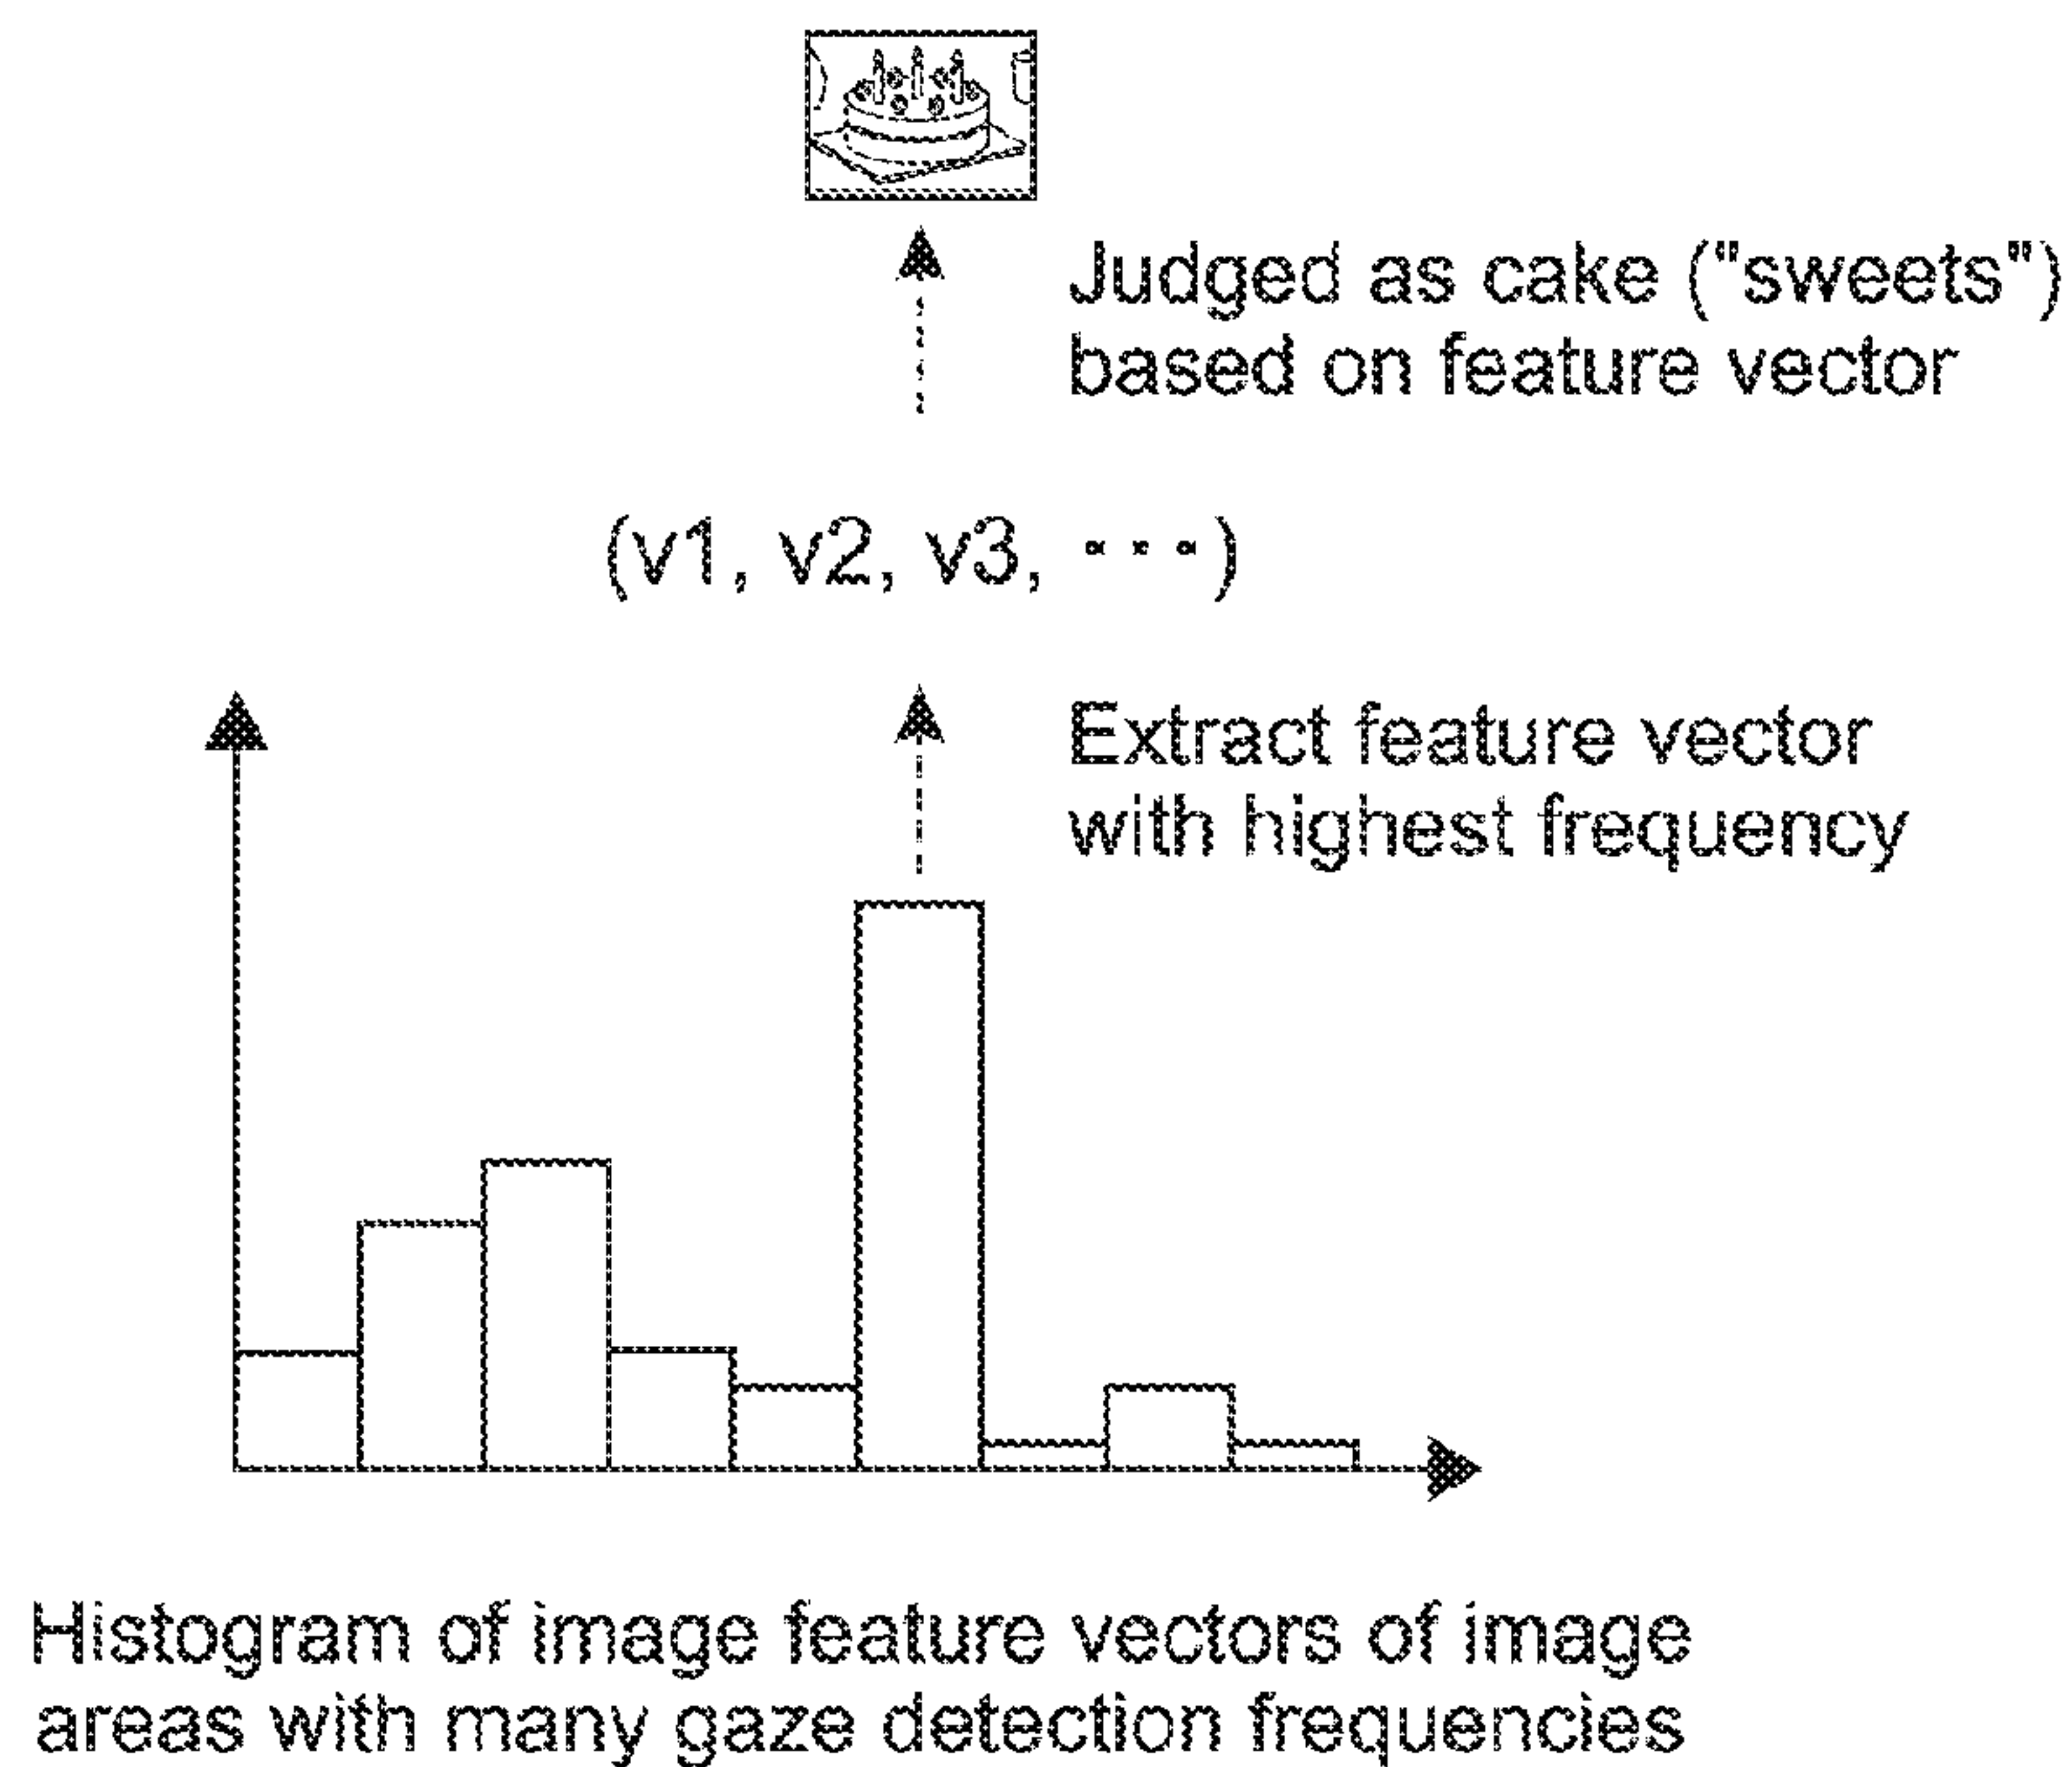 Judged as cake ("sweets")
based on feature vector
(v1, v2, v3, ···)
Extract feature vector
with highest frequency
Histogram of image feature vectors of image
areas with many gaze detection frequencies